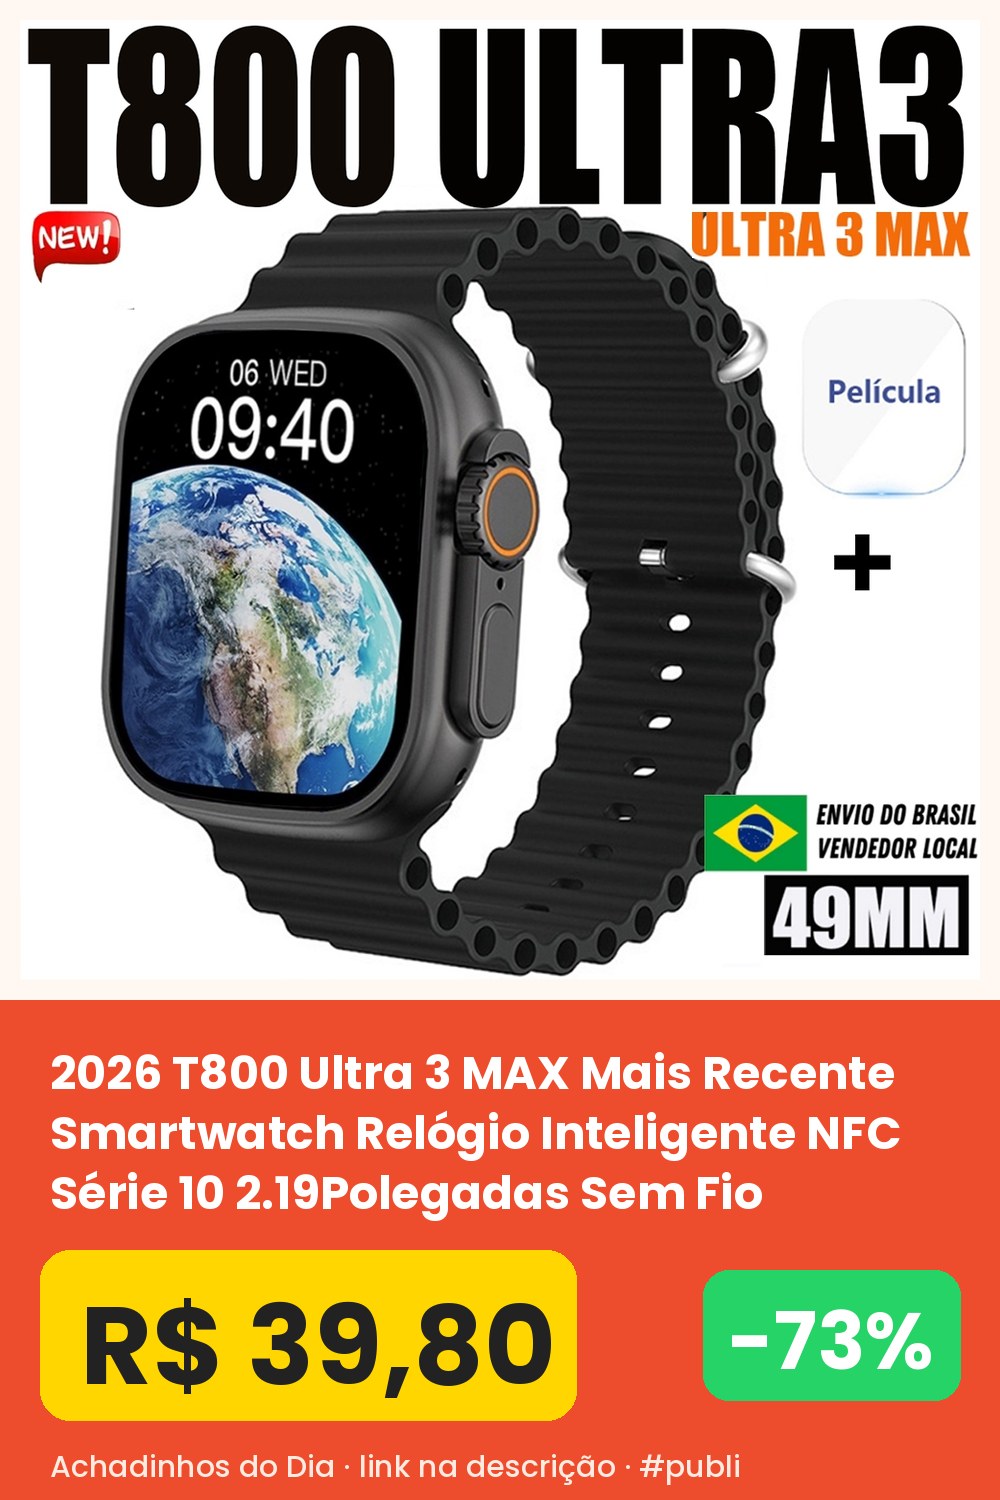 T800 ULTRA3
NEW!
ULTRA 3 MAX
06 WED
09:40
Película
+
ENVIO DO BRASIL
VENDEDOR LOCAL
49MM
2026 T800 Ultra 3 MAX Mais Recente
Smartwatch Relógio Inteligente NFC
Série 10 2.19Polegadas Sem Fio
R$ 39,80
-73%
Achadinhos do Dia · link na descrição · #publi